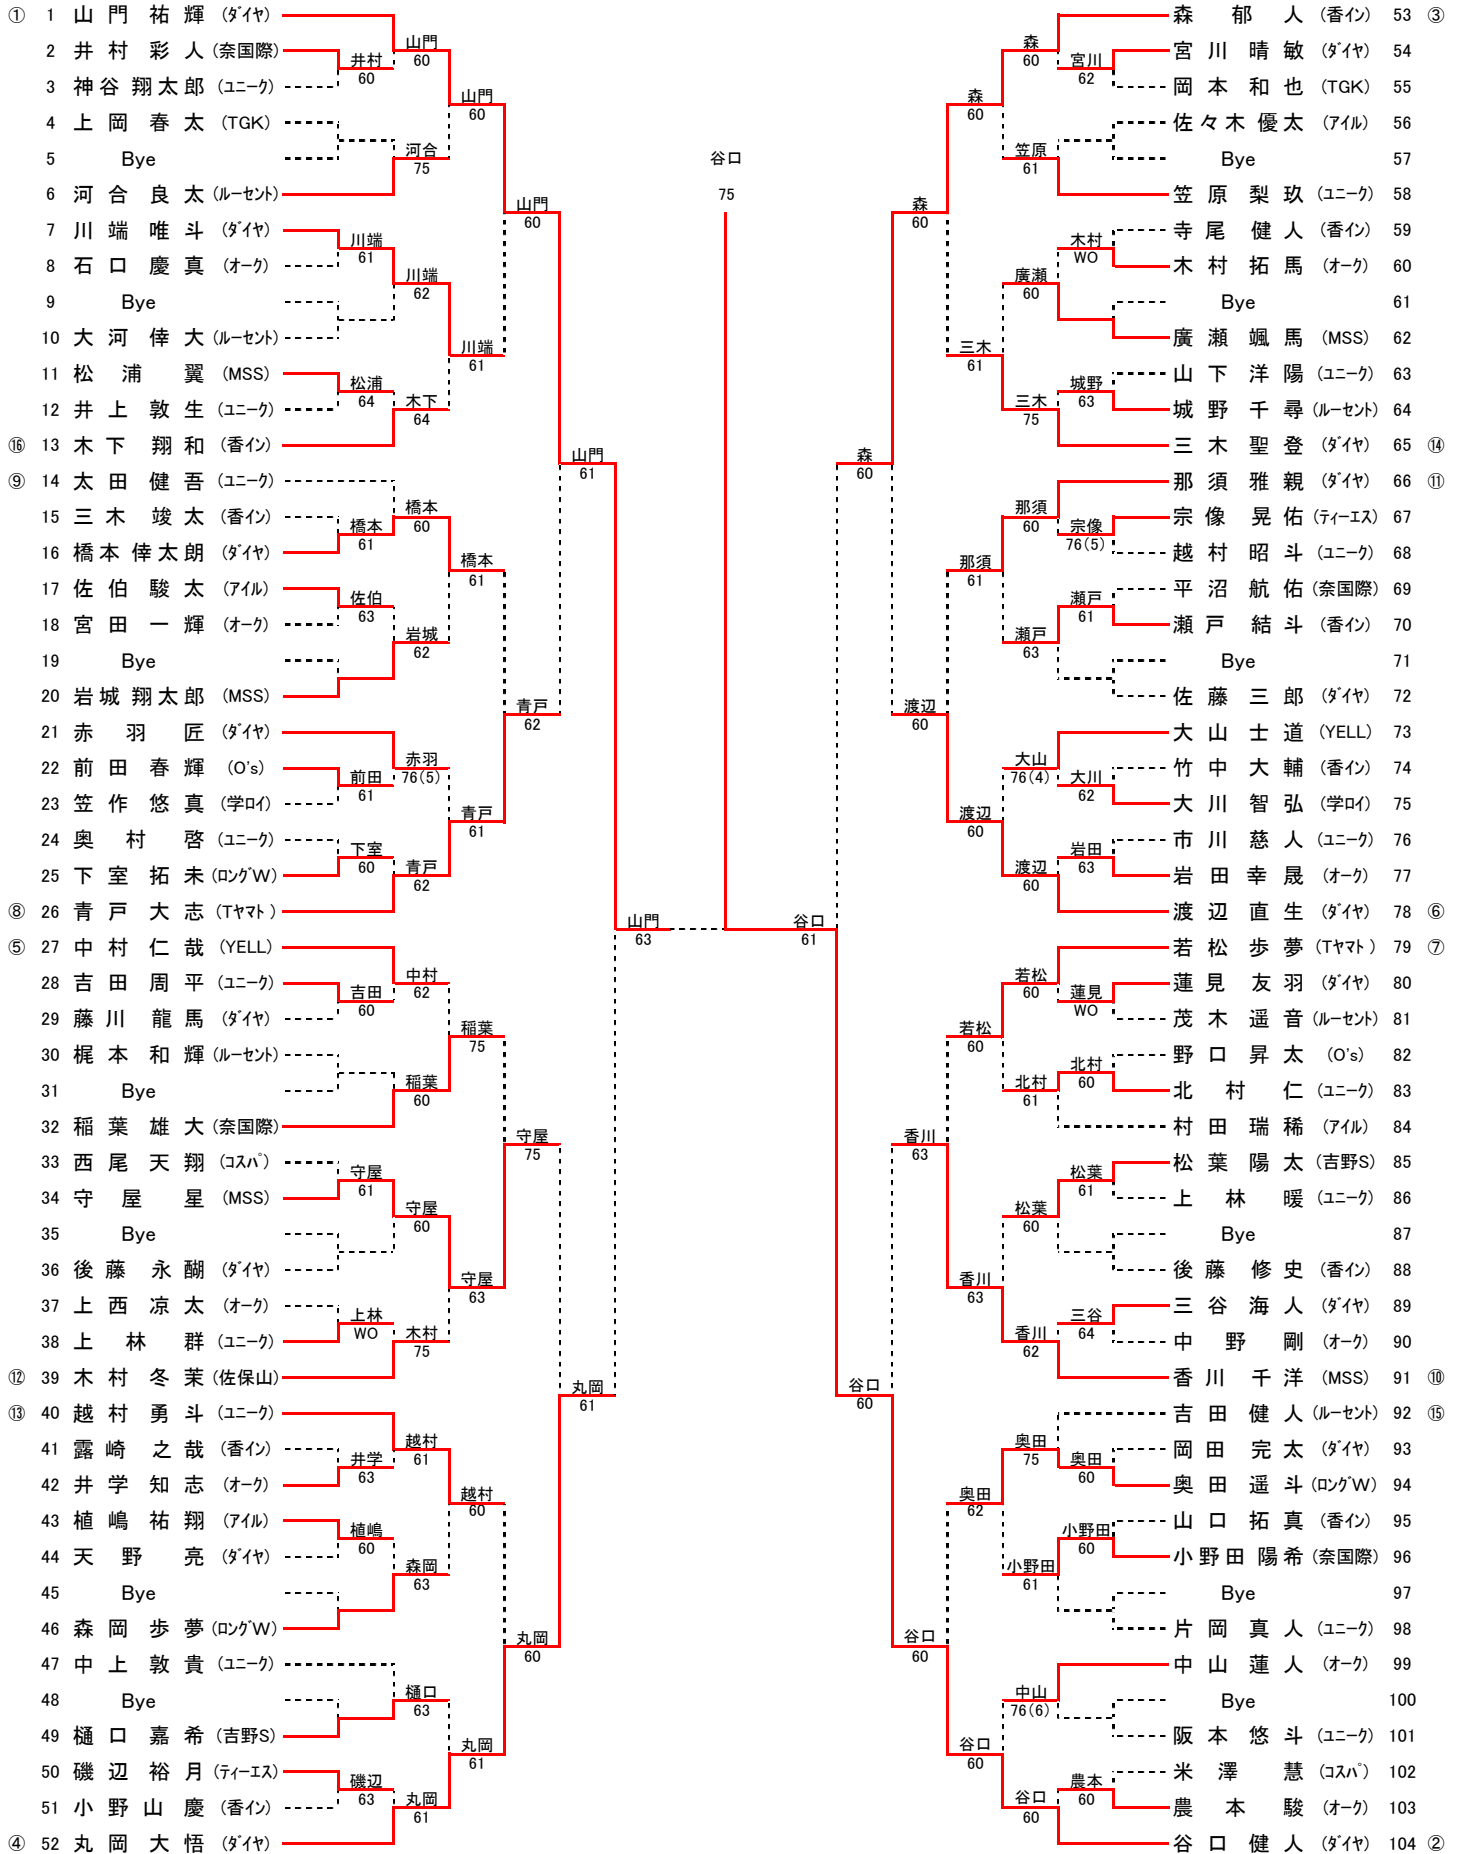 ① 1 山門祐輝 (ダイヤ)
2 井村彩人 (奈国際)
3 神谷翔太郎 (ユニーク)
4 上岡春太 (TGK)
5 Bye
6 河合良太 (ルーセント)
7 川端唯斗 (ダイヤ)
8 石口慶真 (オーク)
9 Bye
10 大河倖大 (ルーセント)
11 松浦翼 (MSS)
12 井上敦生 (ユニーク)
⑯ 13 木下翔和 (香イン)
⑨ 14 太田健吾 (ユニーク)
15 三木竣太 (香イン)
16 橋本倖太朗 (ダイヤ)
17 佐伯駿太 (アイル)
18 宮田一輝 (オーク)
19 Bye
20 岩城翔太郎 (MSS)
21 赤羽匠 (ダイヤ)
22 前田春輝 (O's)
23 笠作悠真 (学ロイ)
24 奥村啓 (ユニーク)
25 下室拓未 (ロングW)
⑧ 26 青戸大志 (Tヤマト)
⑤ 27 中村仁哉 (YELL)
28 吉田周平 (ユニーク)
29 藤川龍馬 (ダイヤ)
30 梶本和輝 (ルーセント)
31 Bye
32 稲葉雄大 (奈国際)
33 西尾天翔 (コスパ)
34 守屋星 (MSS)
35 Bye
36 後藤永醐 (ダイヤ)
37 上西凉太 (オーク)
38 上林群 (ユニーク)
⑫ 39 木村冬茉 (佐保山)
⑬ 40 越村勇斗 (ユニーク)
41 露崎之哉 (香イン)
42 井学知志 (オーク)
43 植嶋祐翔 (アイル)
44 天野亮 (ダイヤ)
45 Bye
46 森岡歩夢 (ロングW)
47 中上敦貴 (ユニーク)
48 Bye
49 樋口嘉希 (吉野S)
50 磯辺裕月 (ティーエス)
51 小野山慶 (香イン)
④ 52 丸岡大悟 (ダイヤ)
井村
60
川端
61
松浦
64
橋本
61
佐伯
63
前田
61
下室
60
吉田
60
守屋
61
上林
WO
井学
63
植嶋
60
磯辺
63
山門
60
河合
75
川端
62
木下
64
橋本
60
岩城
62
赤羽
76(5)
青戸
62
中村
62
稲葉
60
守屋
60
木村
75
越村
61
森岡
63
樋口
63
丸岡
61
山門
60
川端
61
橋本
61
青戸
61
稲葉
75
守屋
63
越村
60
丸岡
61
山門
60
青戸
62
守屋
75
丸岡
60
山門
61
丸岡
61
山門
63
谷口
75
谷口
61
森
60
谷口
60
森
60
渡辺
60
香川
63
谷口
60
森
60
三木
61
那須
61
渡辺
60
若松
60
香川
63
奥田
62
谷口
60
森
60
笠原
61
廣瀬
60
三木
75
那須
60
瀬戸
63
大山
76(4)
渡辺
60
若松
60
北村
61
松葉
60
香川
62
奥田
75
小野田
61
中山
76(6)
谷口
60
宮川
62
木村
WO
城野
63
宗像
76(5)
瀬戸
61
大川
62
岩田
63
蓮見
WO
北村
60
松葉
61
三谷
64
奥田
60
小野田
60
農本
60
森郁人 (香イン) 53 ③
宮川晴敏 (ダイヤ) 54
岡本和也 (TGK) 55
佐々木優太 (アイル) 56
Bye 57
笠原梨玖 (ユニーク) 58
寺尾健人 (香イン) 59
木村拓馬 (オーク) 60
Bye 61
廣瀬颯馬 (MSS) 62
山下洋陽 (ユニーク) 63
城野千尋 (ルーセント) 64
三木聖登 (ダイヤ) 65 ⑭
那須雅親 (ダイヤ) 66 ⑪
宗像晃佑 (ティーエス) 67
越村昭斗 (ユニーク) 68
平沼航佑 (奈国際) 69
瀬戸結斗 (香イン) 70
Bye 71
佐藤三郎 (ダイヤ) 72
大山士道 (YELL) 73
竹中大輔 (香イン) 74
大川智弘 (学ロイ) 75
市川慈人 (ユニーク) 76
岩田幸晟 (オーク) 77
渡辺直生 (ダイヤ) 78 ⑥
若松歩夢 (Tヤマト) 79 ⑦
蓮見友羽 (ダイヤ) 80
茂木遥音 (ルーセント) 81
野口昇太 (O's) 82
北村仁 (ユニーク) 83
村田瑞稀 (アイル) 84
松葉陽太 (吉野S) 85
上林暖 (ユニーク) 86
Bye 87
後藤修史 (香イン) 88
三谷海人 (ダイヤ) 89
中野剛 (オーク) 90
香川千洋 (MSS) 91 ⑩
吉田健人 (ルーセント) 92 ⑮
岡田完太 (ダイヤ) 93
奥田遥斗 (ロングW) 94
山口拓真 (香イン) 95
小野田陽希 (奈国際) 96
Bye 97
片岡真人 (ユニーク) 98
中山蓮人 (オーク) 99
Bye 100
阪本悠斗 (ユニーク) 101
米澤慧 (コスパ) 102
農本駿 (オーク) 103
谷口健人 (ダイヤ) 104 ②